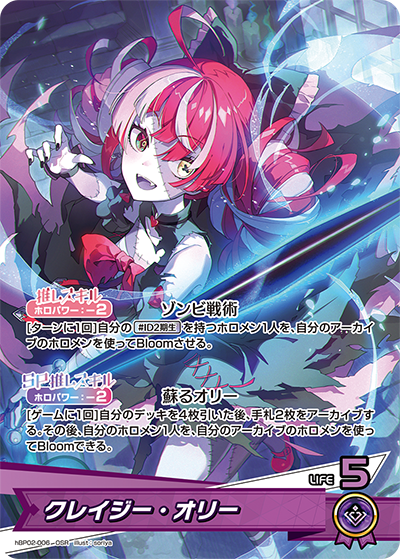 推しスキル
ホロパワー：－2
ゾンビ戦術
[ターンに1回]自分の #ID2期生 を持つホロメン1人を、自分のアーカイ
ブのホロメンを使ってBloomさせる。
SP推しスキル
ホロパワー：－2
蘇るオリー
[ゲームに1回]自分のデッキを4枚引いた後、手札2枚をアーカイブす
る。その後、自分のホロメン1人を、自分のアーカイブのホロメンを使っ
てBloomできる。
LIFE 5
クレイジー・オリー
hBP02-006 OSR illust：soriya